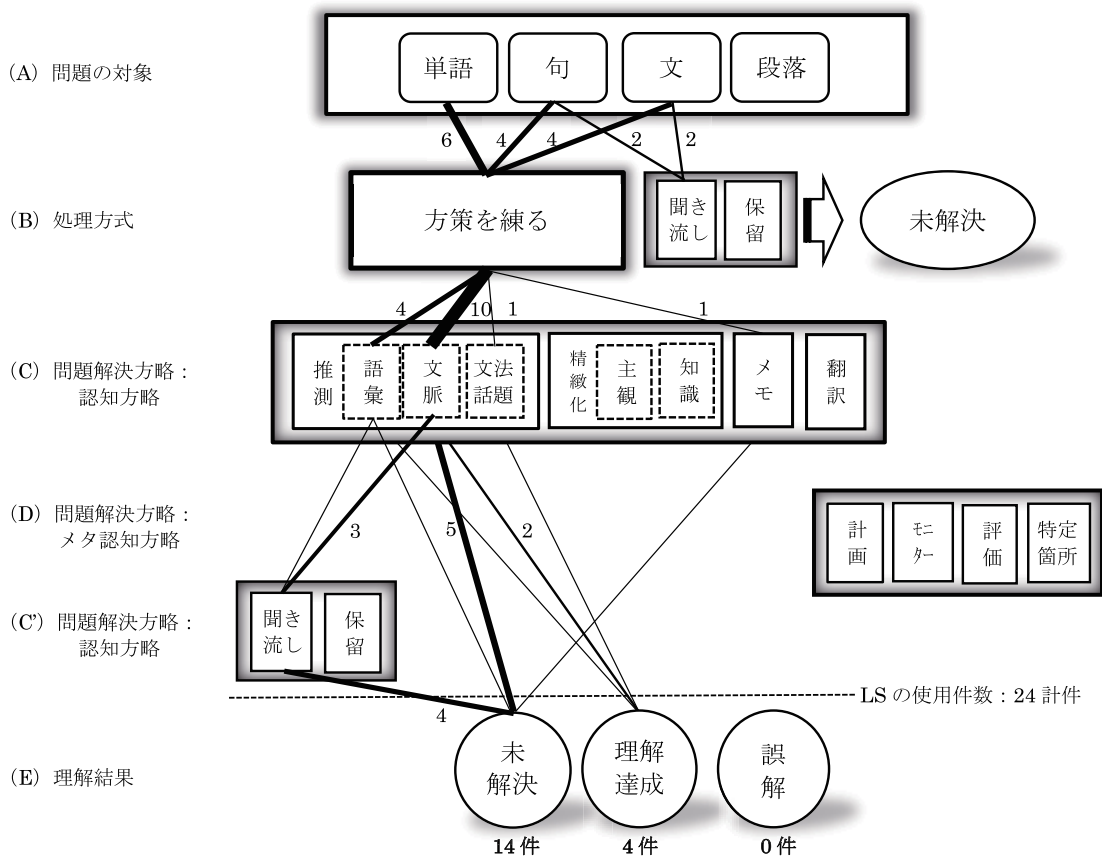 (A) 問題の対象
単語
句
文
段落
6
4
4
2
2
(B) 処理方式
方策を練る
聞き
流し
保
留
未解決
4
10
1
1
(C) 問題解決方略：
認知方略
推
測
語
彙
文
脈
文法
話題
精
緻
化
主
観
知
識
メ
モ
翻
訳
(D) 問題解決方略：
メタ認知方略
3
5
2
計
画
ﾓﾆ
ﾀｰ
評
価
特定
箇所
(C’) 問題解決方略：
認知方略
聞き
流し
保
留
LS の使用件数：24 計件
4
(E) 理解結果
未
解決
理解
達成
誤
解
14 件
4 件
0 件